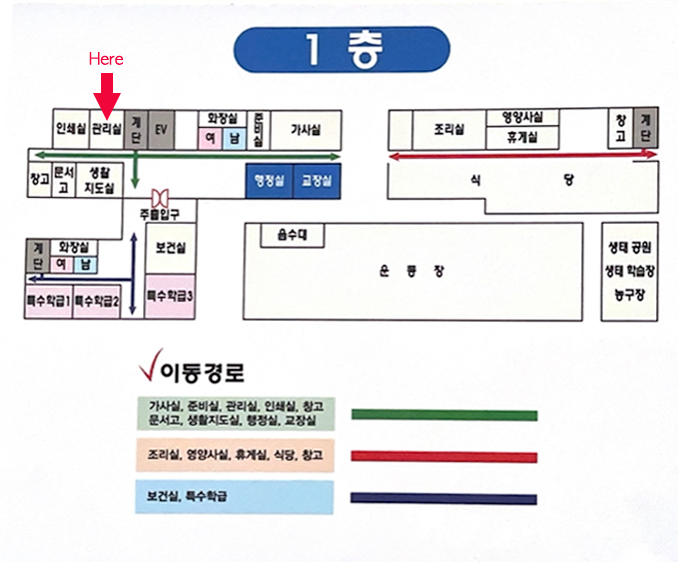 1 층
Here
인쇄실
관리실
계
단
EV
화장실
여 남
준
비
실
가사실
조리실
영양사실
휴게실
창
고
계
단
창고
문서
고
생활
지도실
행정실
교장실
식 당
주출입구
계
단
화장실
여 남
보건실
음수대
운 동 장
생태 공원
생태 학습장
농구장
특수학급1
특수학급2
특수학급3
이동경로
가사실, 준비실, 관리실, 인쇄실, 창고
문서고, 생활지도실, 행정실, 교장실
조리실, 영양사실, 휴게실, 식당, 창고
보건실, 특수학급